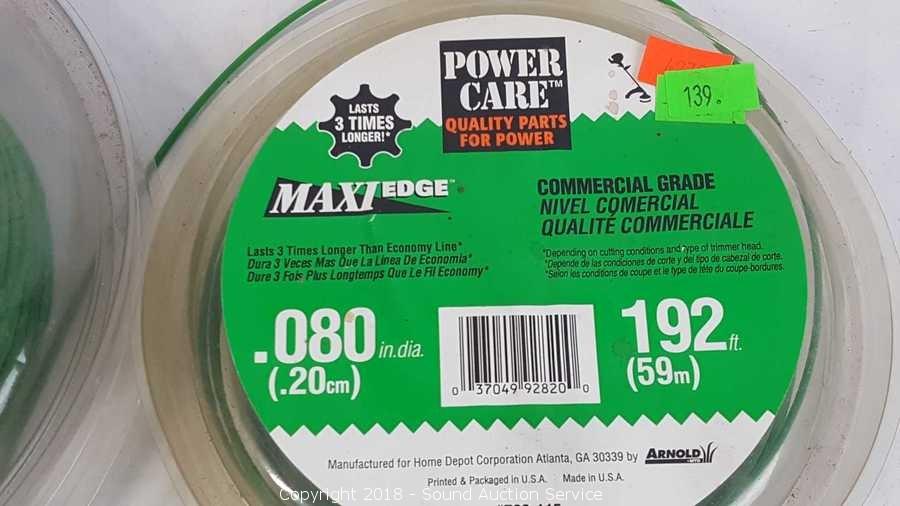 POWER
CARE™
QUALITY PARTS
FOR POWER
LASTS
3 TIMES
LONGER!*
139.
MAXI EDGE™
COMMERCIAL GRADE
NIVEL COMERCIAL
QUALITÉ COMMERCIALE
Lasts 3 Times Longer Than Economy Line*
Dura 3 Veces Mas Que La Línea De Economía*
Dure 3 Fois Plus Longtemps Que Le Fil Economy*
*Depending on cutting conditions and type of trimmer head.
*Depende de las condiciones de corte y del tipo de cabezal de corte.
*Selon les conditions de coupe et le type de tête du coupe-bordures.
.080 in.dia.
(.20cm)
0 37049 92820 0
192 ft.
(59m)
Manufactured for Home Depot Corporation Atlanta, GA 30339 by ARNOLD
Printed & Packaged in U.S.A. Made in U.S.A.
Copyright 2018 - Sound Auction Service